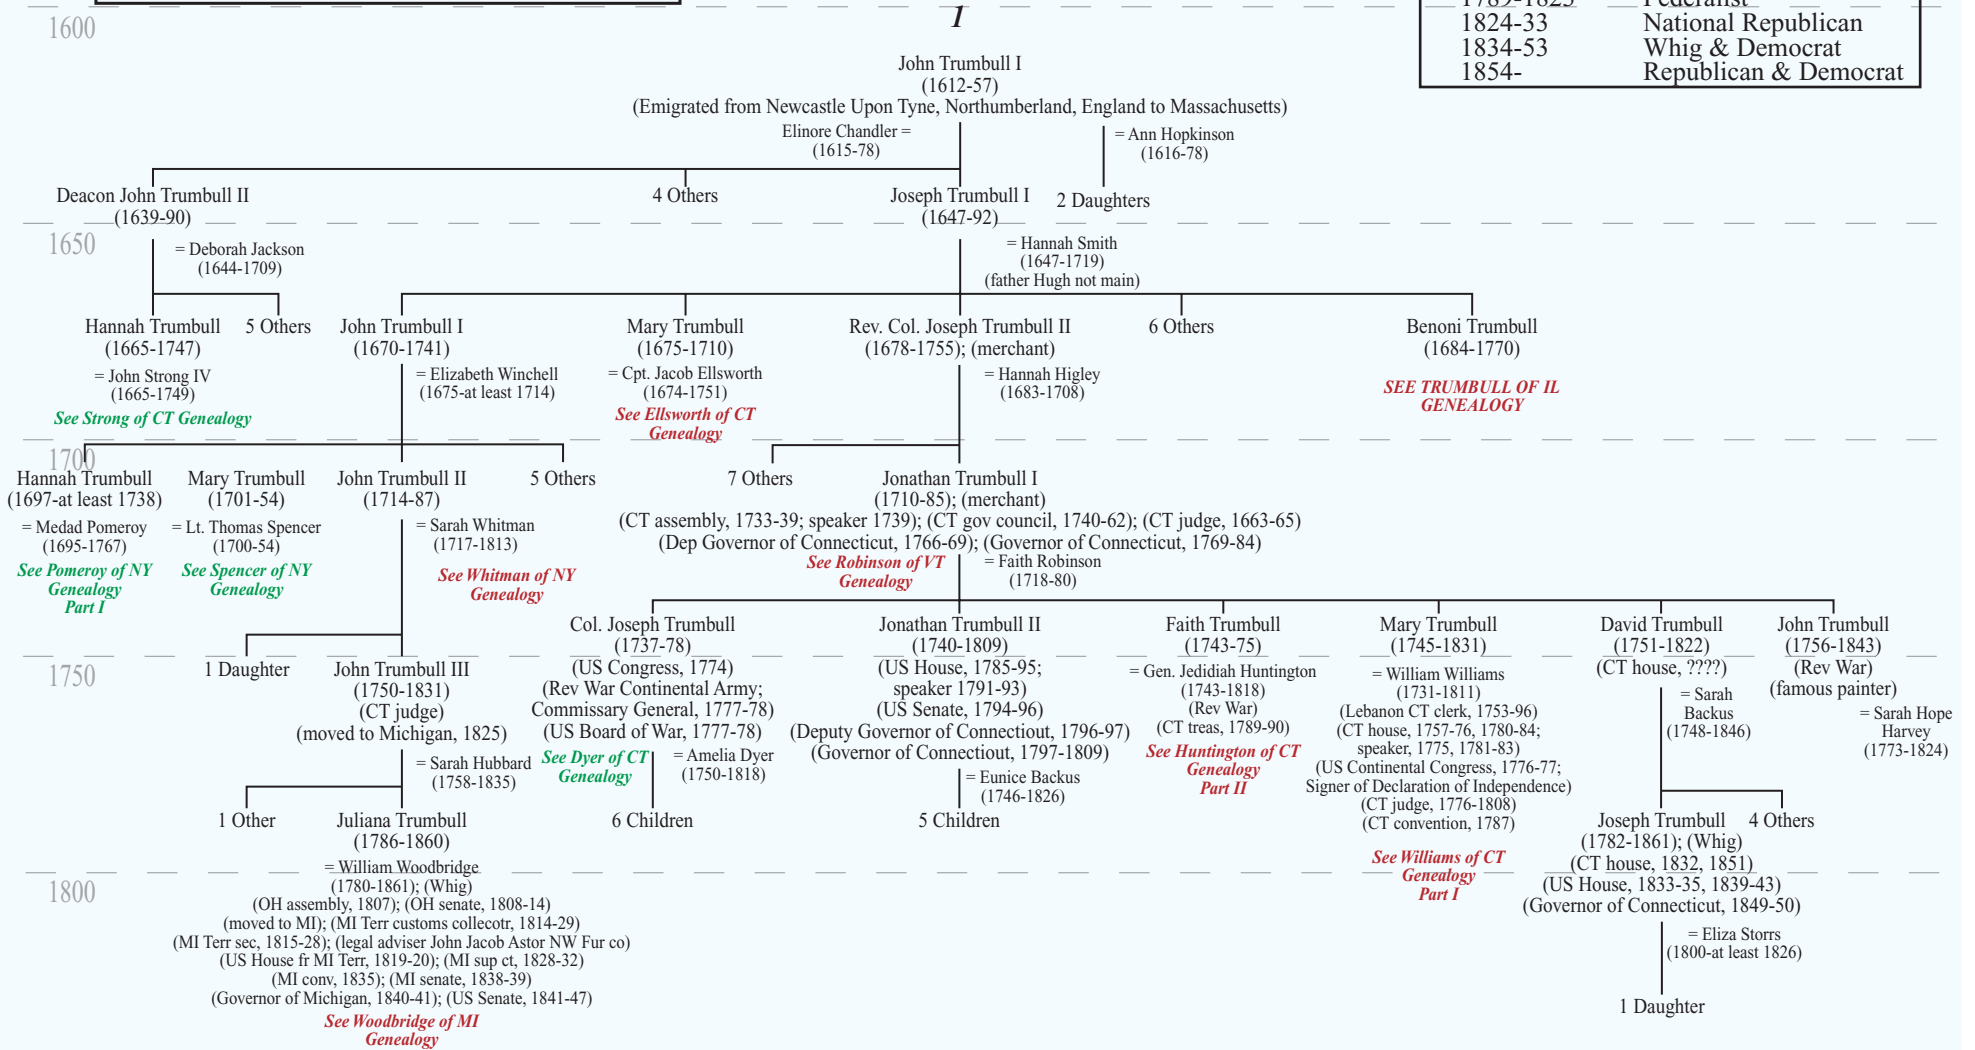 1600
1
1789-1823 Federalist
1824-33 National Republican
1834-53 Whig & Democrat
1854- Republican & Democrat
John Trumbull I
(1612-57)
(Emigrated from Newcastle Upon Tyne, Northumberland, England to Massachusetts)
Elinore Chandler =
(1615-78)
= Ann Hopkinson
(1616-78)
Deacon John Trumbull II
(1639-90)
4 Others
Joseph Trumbull I
(1647-92)
2 Daughters
1650
= Deborah Jackson
(1644-1709)
= Hannah Smith
(1647-1719)
(father Hugh not main)
Hannah Trumbull
(1665-1747)
= John Strong IV
(1665-1749)
See Strong of CT Genealogy
5 Others
John Trumbull I
(1670-1741)
= Elizabeth Winchell
(1675-at least 1714)
Mary Trumbull
(1675-1710)
= Cpt. Jacob Ellsworth
(1674-1751)
See Ellsworth of CT
Genealogy
Rev. Col. Joseph Trumbull II
(1678-1755); (merchant)
= Hannah Higley
(1683-1708)
6 Others
Benoni Trumbull
(1684-1770)
SEE TRUMBULL OF IL
GENEALOGY
1700
Hannah Trumbull
(1697-at least 1738)
= Medad Pomeroy
(1695-1767)
See Pomeroy of NY
Genealogy
Part I
Mary Trumbull
(1701-54)
= Lt. Thomas Spencer
(1700-54)
See Spencer of NY
Genealogy
John Trumbull II
(1714-87)
= Sarah Whitman
(1717-1813)
See Whitman of NY
Genealogy
5 Others
7 Others
Jonathan Trumbull I
(1710-85); (merchant)
(CT assembly, 1733-39; speaker 1739); (CT gov council, 1740-62); (CT judge, 1663-65)
(Dep Governor of Connecticut, 1766-69); (Governor of Connecticut, 1769-84)
See Robinson of VT
Genealogy
= Faith Robinson
(1718-80)
1750
1 Daughter
John Trumbull III
(1750-1831)
(CT judge)
(moved to Michigan, 1825)
= Sarah Hubbard
(1758-1835)
Col. Joseph Trumbull
(1737-78)
(US Congress, 1774)
(Rev War Continental Army;
Commissary General, 1777-78)
(US Board of War, 1777-78)
See Dyer of CT
Genealogy
= Amelia Dyer
(1750-1818)
6 Children
Jonathan Trumbull II
(1740-1809)
(US House, 1785-95;
speaker 1791-93)
(US Senate, 1794-96)
(Deputy Governor of Connectiout, 1796-97)
(Governor of Connectiout, 1797-1809)
= Eunice Backus
(1746-1826)
5 Children
Faith Trumbull
(1743-75)
= Gen. Jedidiah Huntington
(1743-1818)
(Rev War)
(CT treas, 1789-90)
See Huntington of CT
Genealogy
Part II
Mary Trumbull
(1745-1831)
= William Williams
(1731-1811)
(Lebanon CT clerk, 1753-96)
(CT house, 1757-76, 1780-84;
speaker, 1775, 1781-83)
(US Continental Congress, 1776-77;
Signer of Declaration of Independence)
(CT judge, 1776-1808)
(CT convention, 1787)
See Williams of CT
Genealogy
Part I
David Trumbull
(1751-1822)
(CT house, ????)
= Sarah
Backus
(1748-1846)
John Trumbull
(1756-1843)
(Rev War)
(famous painter)
= Sarah Hope
Harvey
(1773-1824)
1 Other
Juliana Trumbull
(1786-1860)
= William Woodbridge
(1780-1861); (Whig)
(OH assembly, 1807); (OH senate, 1808-14)
(moved to MI); (MI Terr customs collecotr, 1814-29)
(MI Terr sec, 1815-28); (legal adviser John Jacob Astor NW Fur co)
(US House fr MI Terr, 1819-20); (MI sup ct, 1828-32)
(MI conv, 1835); (MI senate, 1838-39)
(Governor of Michigan, 1840-41); (US Senate, 1841-47)
See Woodbridge of MI
Genealogy
Joseph Trumbull
(1782-1861); (Whig)
(CT house, 1832, 1851)
(US House, 1833-35, 1839-43)
(Governor of Connecticut, 1849-50)
= Eliza Storrs
(1800-at least 1826)
1 Daughter
4 Others
1800